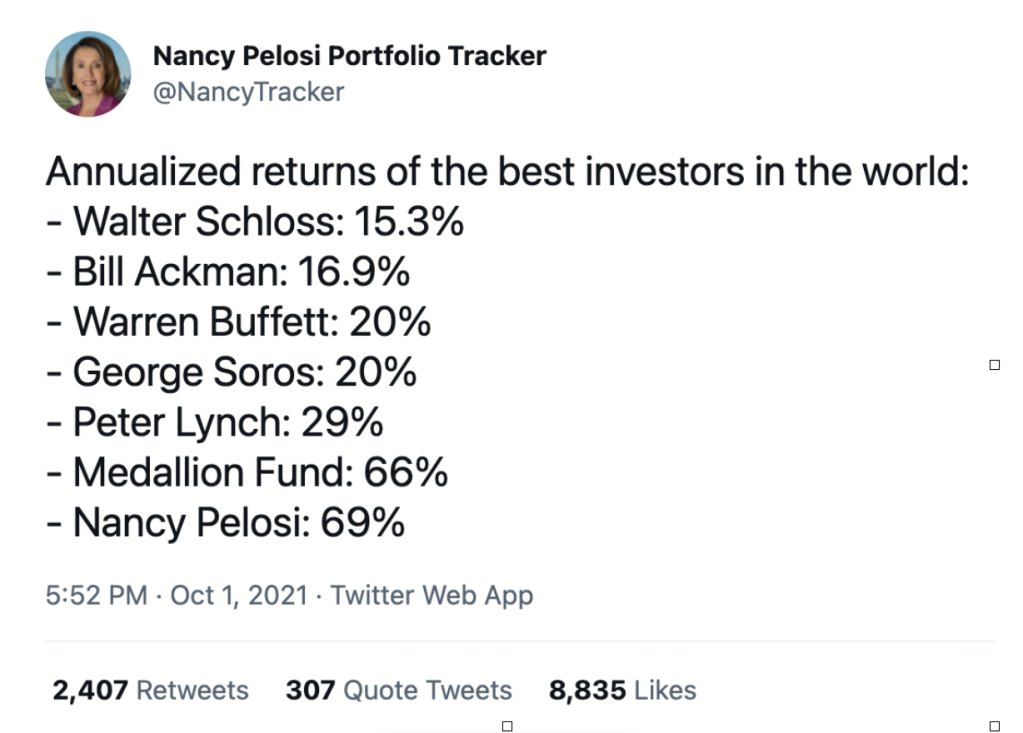 Nancy Pelosi Portfolio Tracker
@NancyTracker
Annualized returns of the best investors in the world:
- Walter Schloss: 15.3%
- Bill Ackman: 16.9%
- Warren Buffett: 20%
- George Soros: 20%
- Peter Lynch: 29%
- Medallion Fund: 66%
- Nancy Pelosi: 69%
5:52 PM · Oct 1, 2021 · Twitter Web App
2,407 Retweets 307 Quote Tweets 8,835 Likes